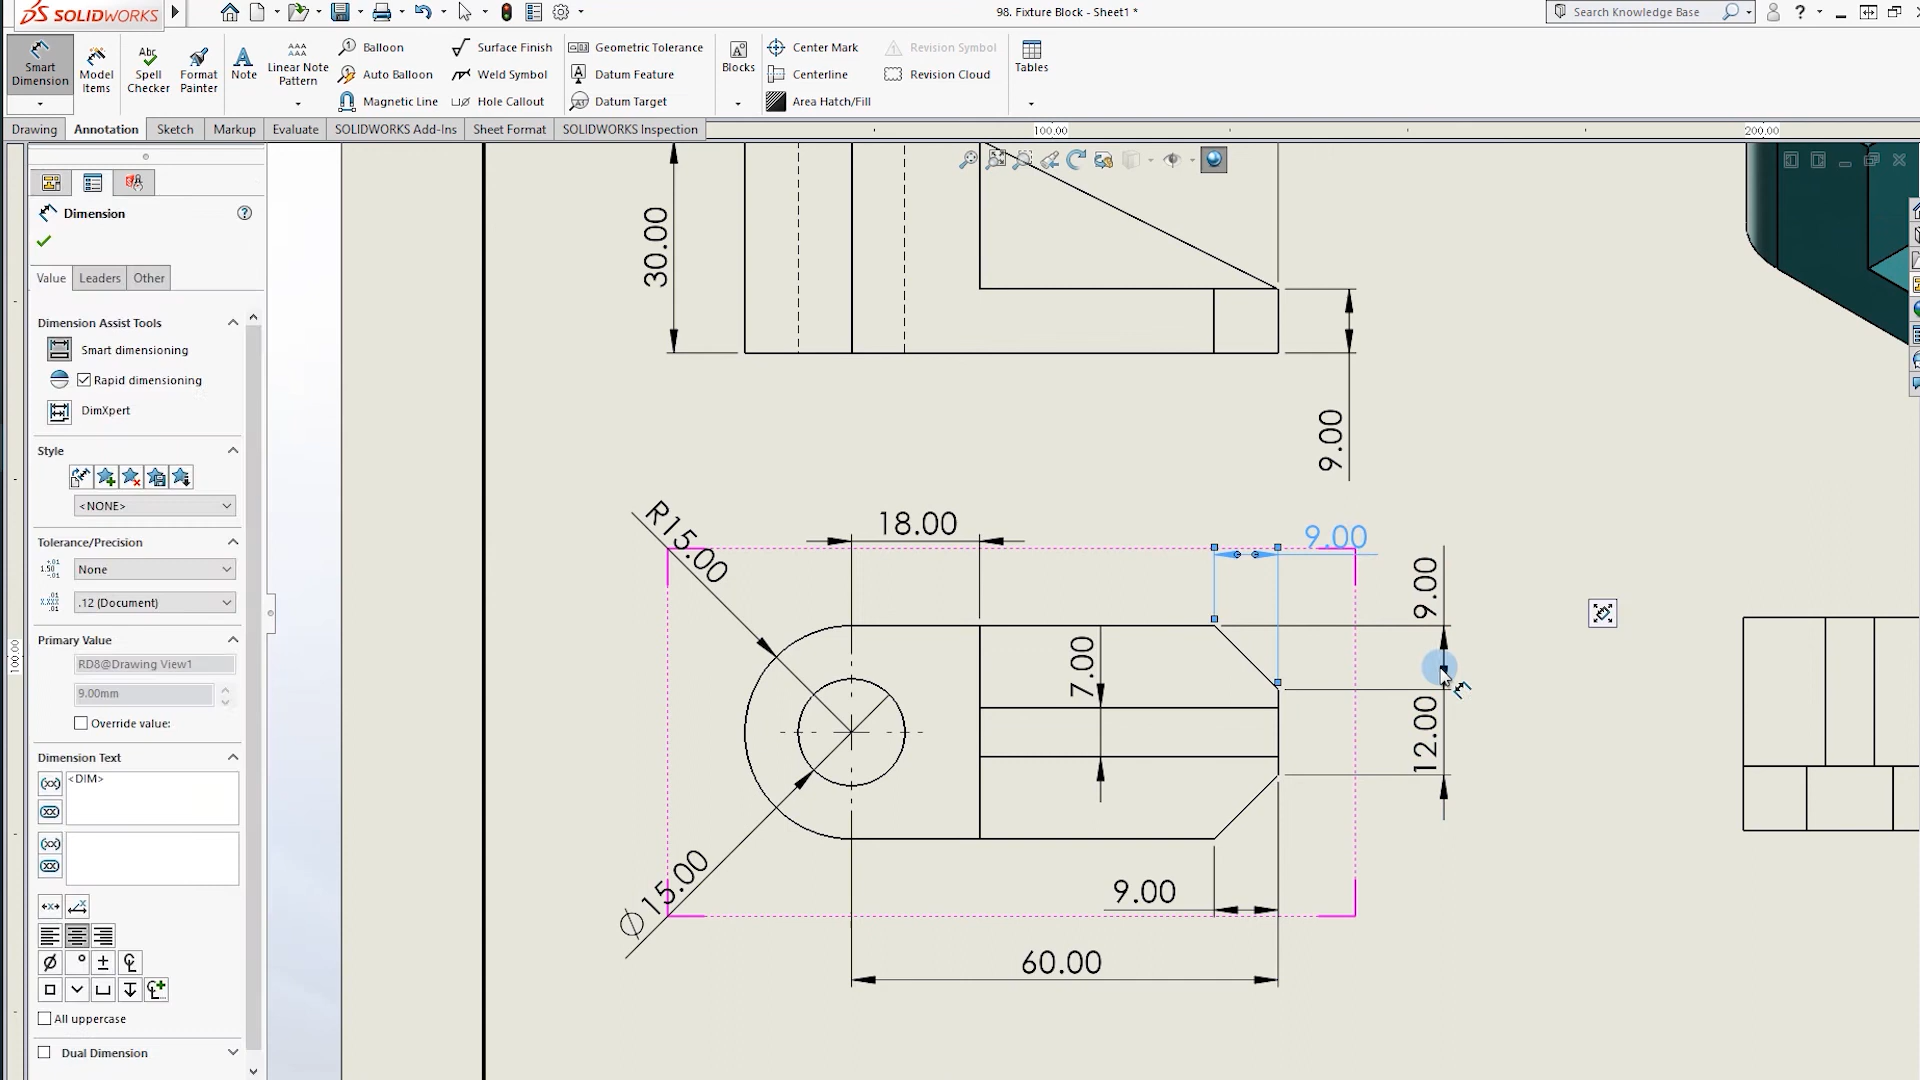 SOLIDWORKS
98. Fixture Block - Sheet1 *
Search Knowledge Base
?
Smart Dimension
Model Items
Abc
Spell Checker
Format Painter
A
Note
AAA
AAA
Linear Note Pattern
Balloon
Auto Balloon
Magnetic Line
Surface Finish
Weld Symbol
Hole Callout
Geometric Tolerance
Datum Feature
Datum Target
Blocks
Center Mark
Centerline
Area Hatch/Fill
Revision Symbol
Revision Cloud
Tables
Drawing
Annotation
Sketch
Markup
Evaluate
SOLIDWORKS Add-Ins
Sheet Format
SOLIDWORKS Inspection
100.00
200.00
100.00
Dimension
?
Value
Leaders
Other
Dimension Assist Tools
Smart dimensioning
Rapid dimensioning
DimXpert
Style
<NONE>
Tolerance/Precision
None
.12 (Document)
Primary Value
RD8@Drawing View1
9.00mm
Override value:
Dimension Text
<DIM>
All uppercase
Dual Dimension
30.00
9.00
R15.00
18.00
9.00
9.00
7.00
12.00
∅15.00
9.00
60.00